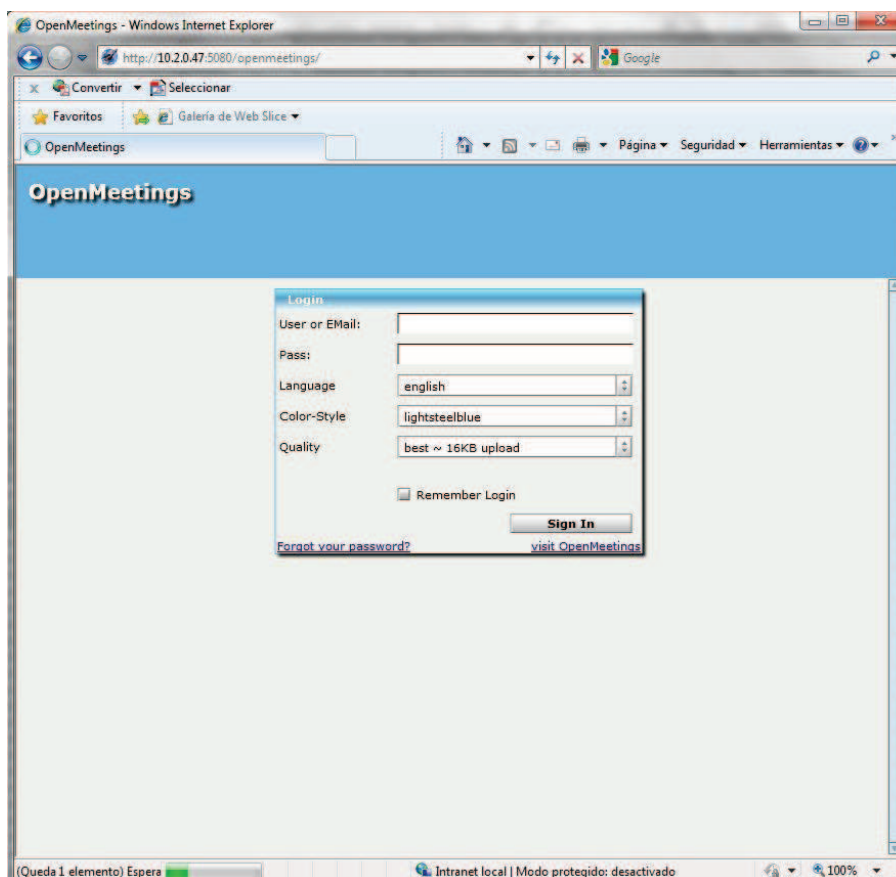 OpenMeetings - Windows Internet Explorer
http://10.2.0.47:5080/openmeetings/
Google
x Convertir Seleccionar
Favoritos Galería de Web Slice
OpenMeetings Página Seguridad Herramientas
OpenMeetings
Login
User or EMail:
Pass:
Language english
Color-Style lightsteelblue
Quality best ~ 16KB upload
Remember Login
Sign In
Forgot your password? visit OpenMeetings
(Queda 1 elemento) Espera Intranet local | Modo protegido: desactivado 100%